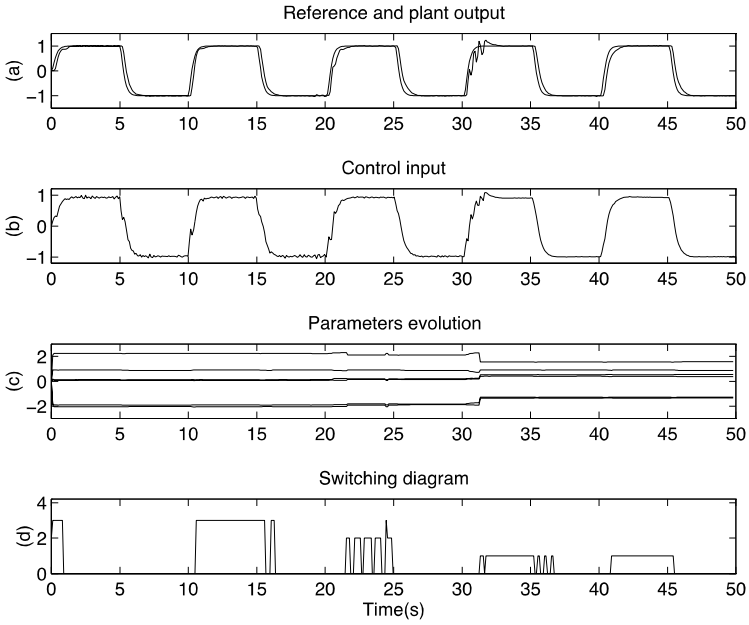 Reference and plant output
(a)
1
0
−1
0 5 10 15 20 25 30 35 40 45 50
Control input
(b)
1
0
−1
0 5 10 15 20 25 30 35 40 45 50
Parameters evolution
(c)
2
0
−2
0 5 10 15 20 25 30 35 40 45 50
Switching diagram
(d)
4
2
0
0 5 10 15 20 25 30 35 40 45 50
Time(s)